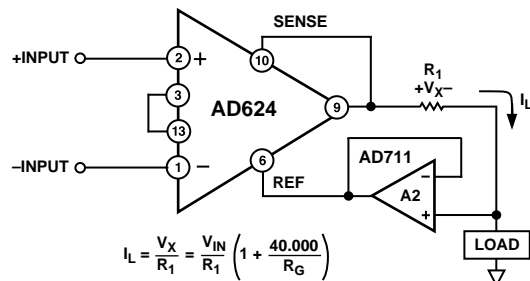 SENSE
+INPUT
2
+
10
R1
+VX–
IL
3
AD624
9
13
6
AD711
–INPUT
1
–
REF
–
A2
+
LOAD
IL = VX/R1 = VIN/R1 (1 + 40.000/RG)